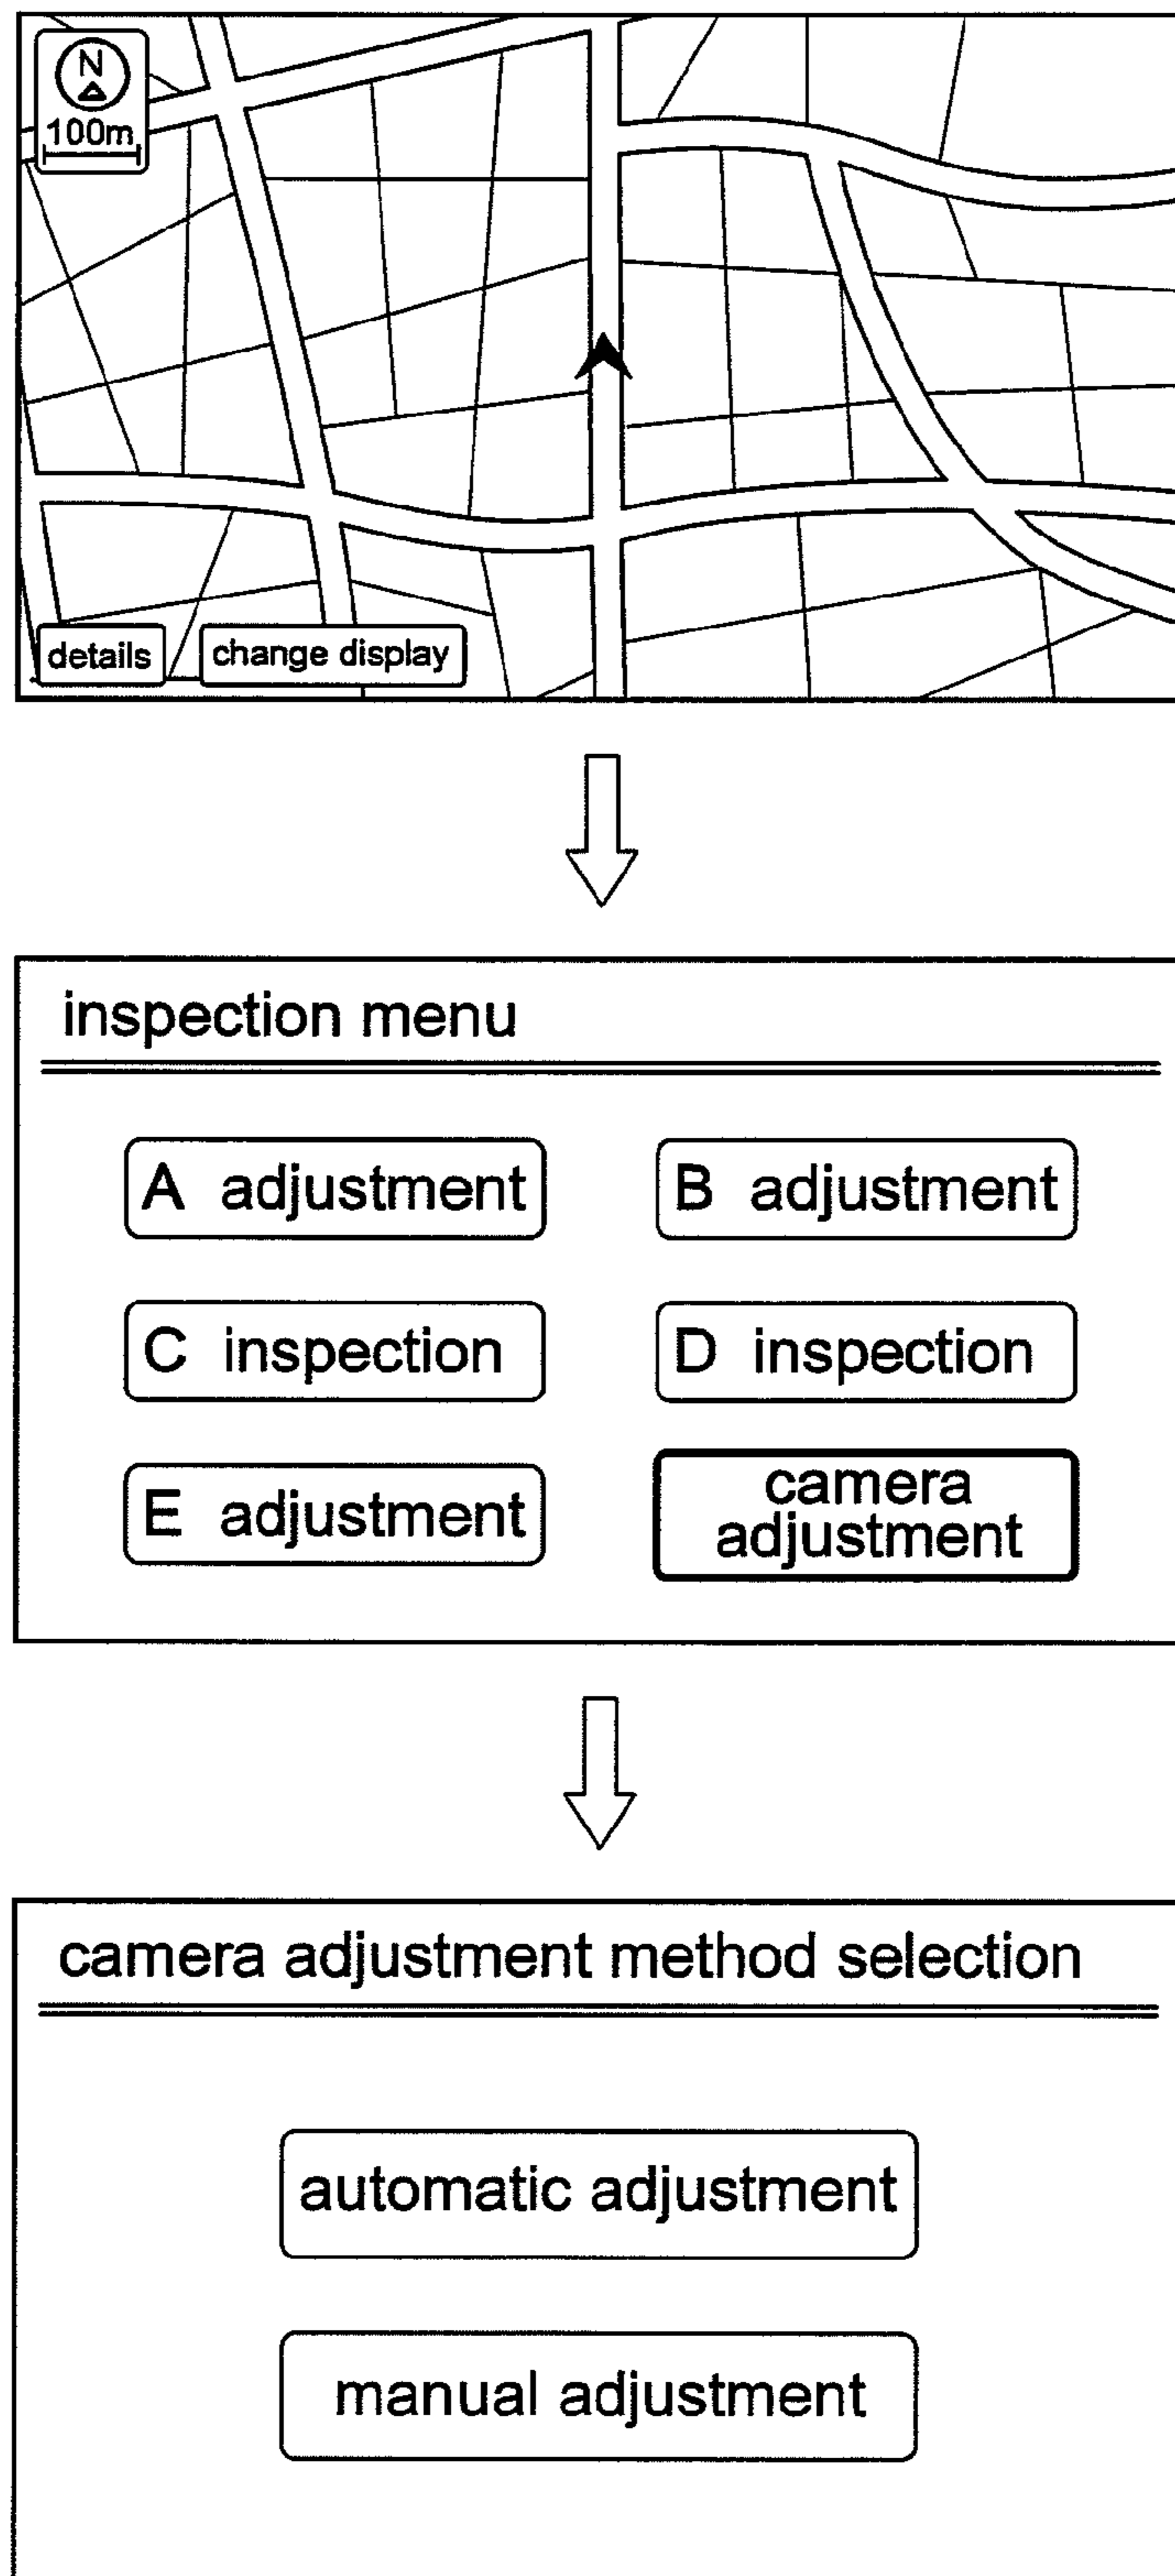 N
100m
details
change display
inspection menu
A adjustment
B adjustment
C inspection
D inspection
E adjustment
camera
adjustment
camera adjustment method selection
automatic adjustment
manual adjustment